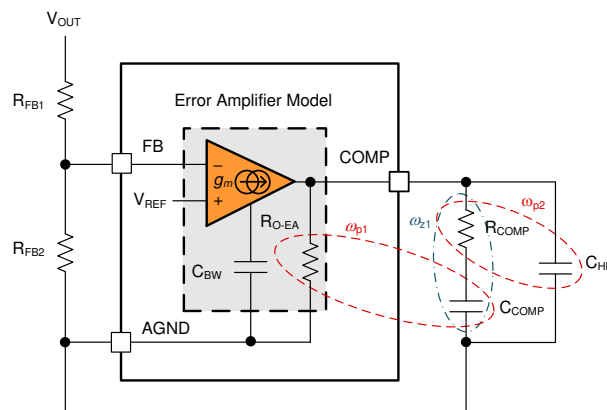 VOUT
Error Amplifier Model
RFB1
FB
COMP
gm
−
+
VREF
RO-EA
ωp1
ωz1
ωp2
RCOMP
RFB2
CBW
CCOMP
AGND